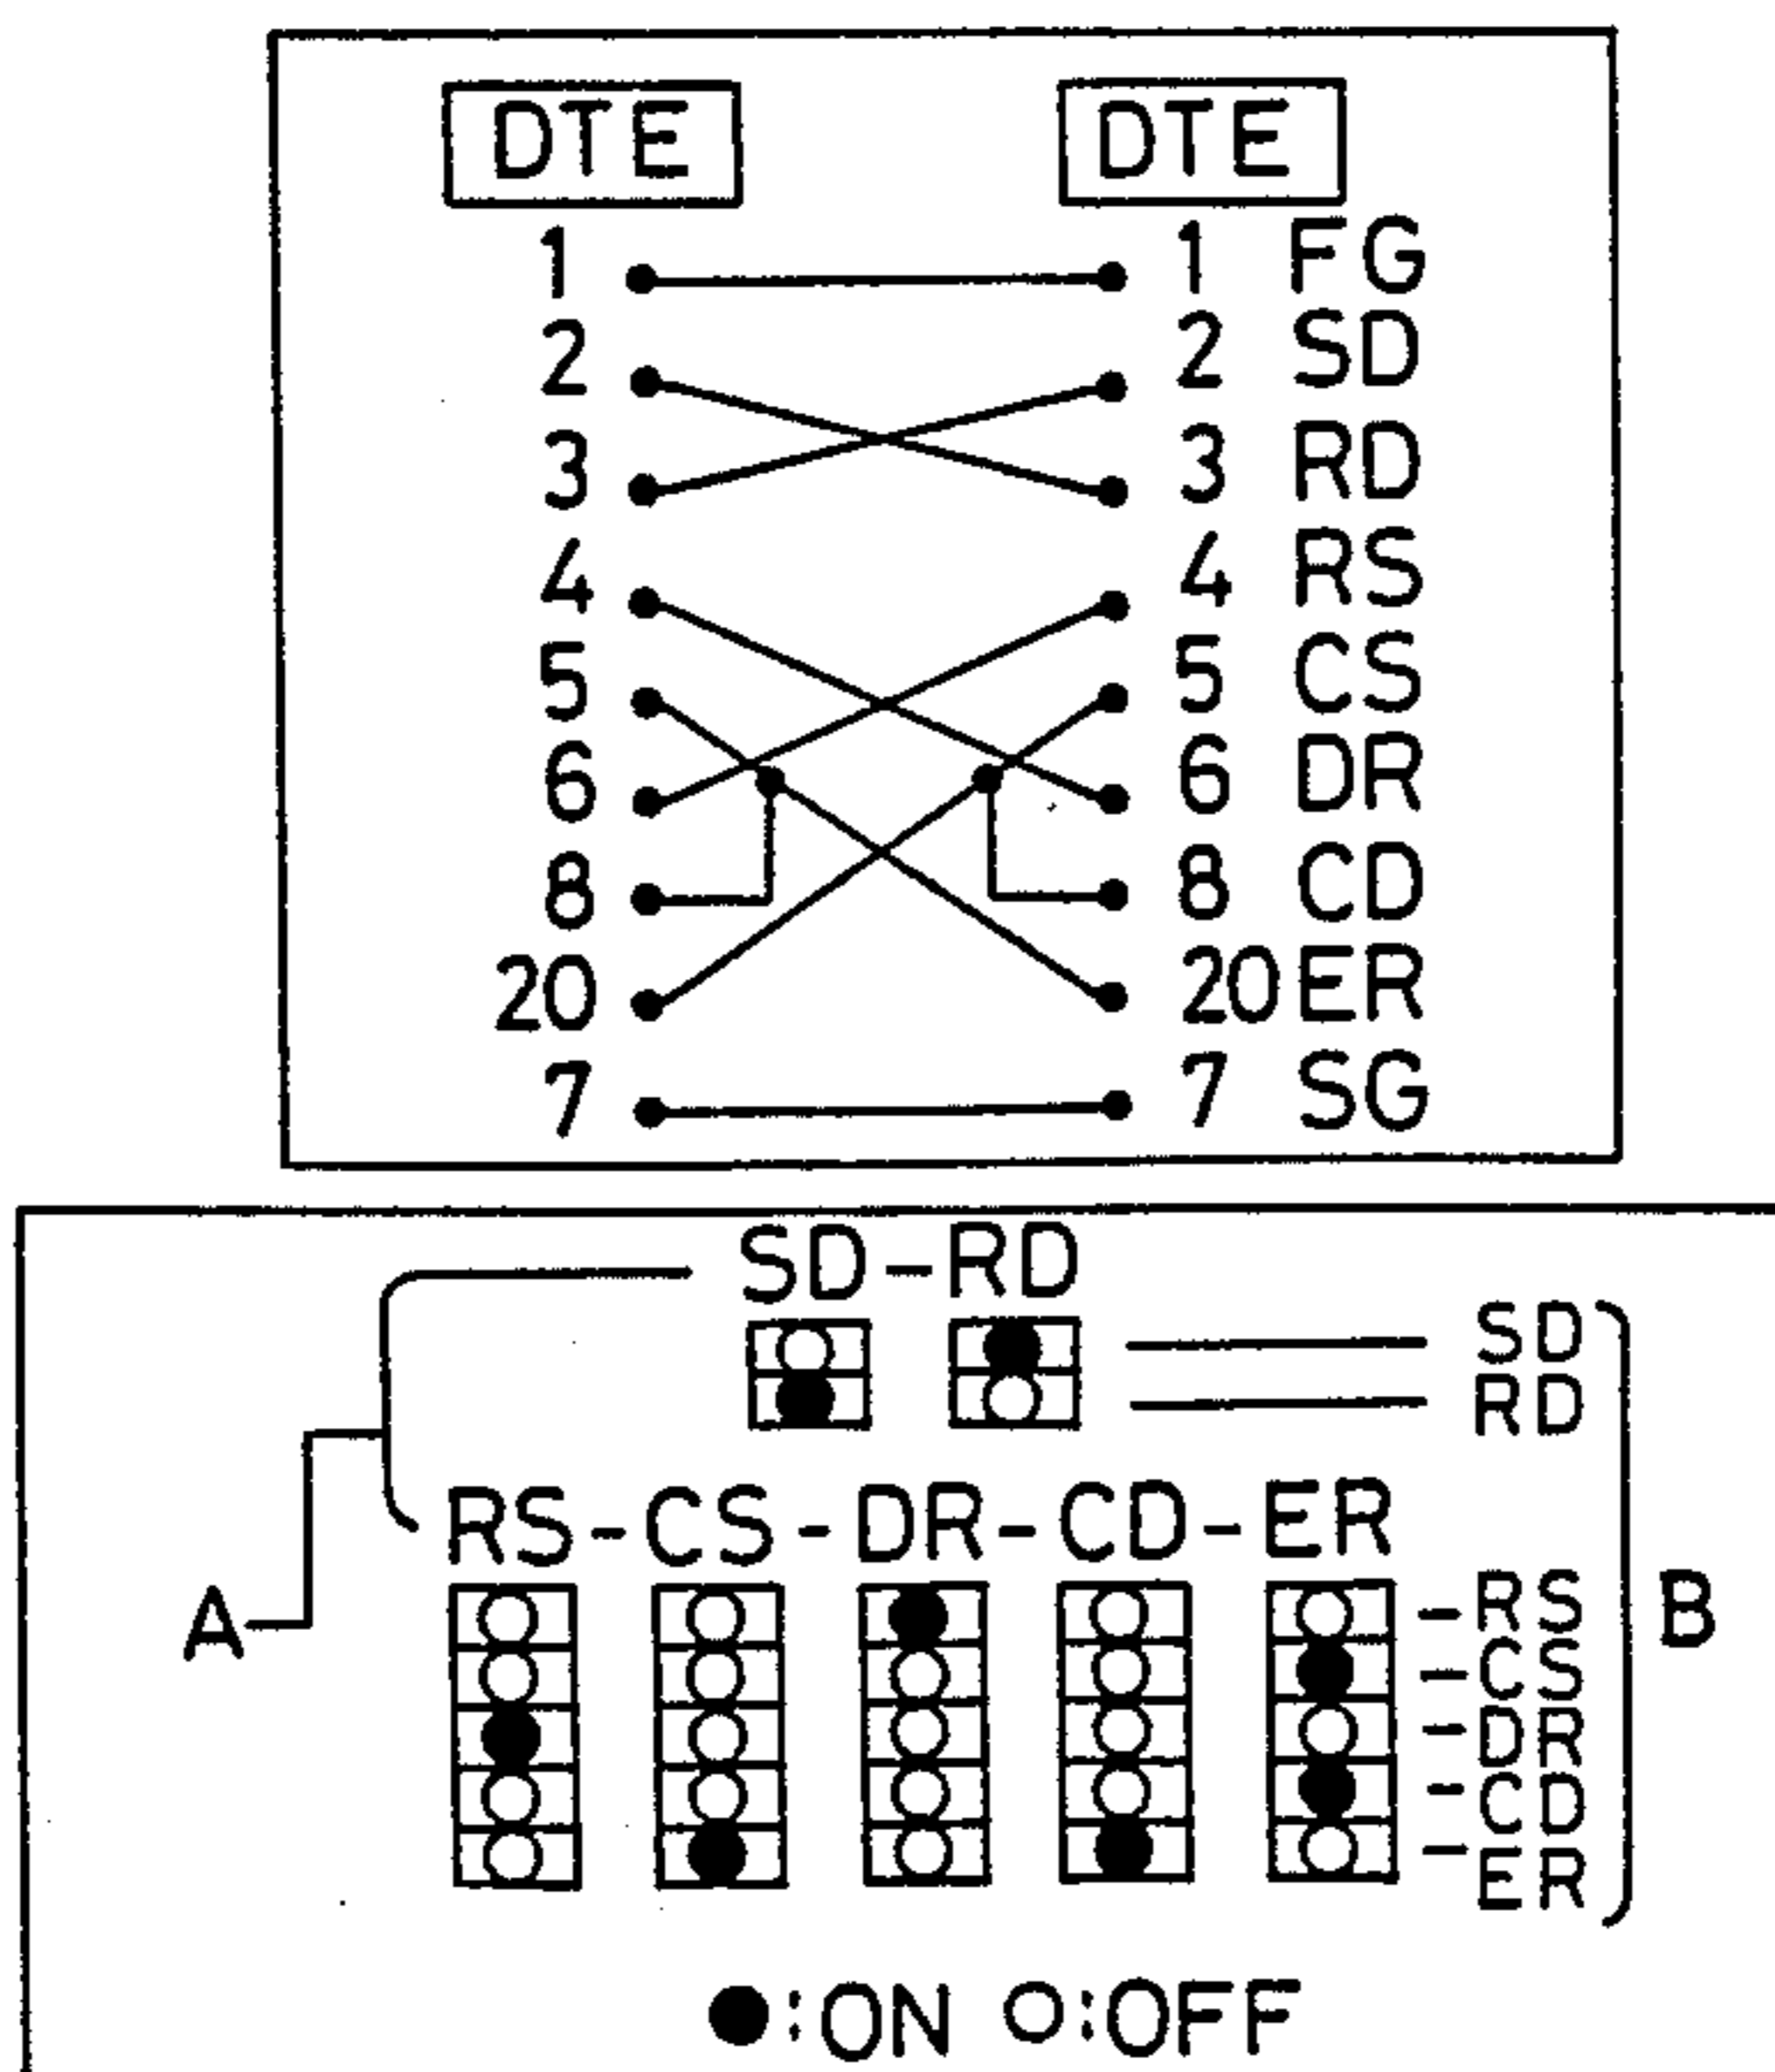 DTE DTE
1 1 FG
2 2 SD
3 3 RD
4 4 RS
5 5 CS
6 6 DR
8 8 CD
20 20 ER
7 7 SG
SD-RD
SD
RD
RS-CS-DR-CD-ER
A
-RS
-CS
-DR
-CD
-ER
B
●:ON ○:OFF